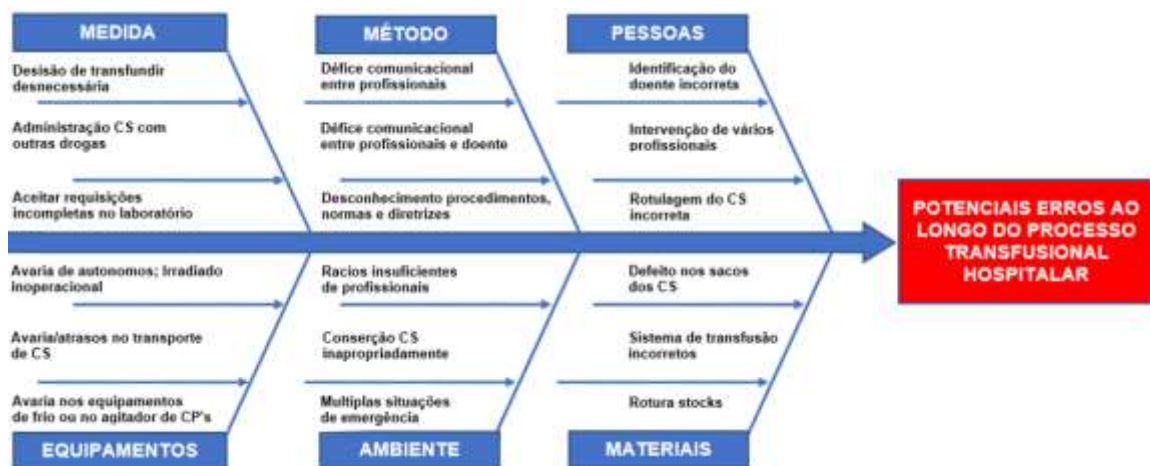 MEDIDA
Desisão de transfundir
desnecessária
Administração CS com
outras drogas
Aceitar requisições
incompletas no laboratório
MÉTODO
Défice comunicacional
entre profissionais
Défice comunicacional
entre profissionais e doente
Desconhecimento procedimentos,
normas e diretrizes
PESSOAS
Identificação do
doente incorreta
Intervenção de vários
profissionais
Rotulagem do CS
incorreta
POTENCIAIS ERROS AO
LONGO DO PROCESSO
TRANSFUSIONAL
HOSPITALAR
Avaria de autonomos; Irradiado
inoperacional
Avaria/atrasos no transporte
de CS
Avaria nos equipamentos
de frio ou no agitador de CP's
EQUIPAMENTOS
Racios insuficientes
de profissionais
Conserção CS
inapropriadamente
Multiplas situações
de emergência
AMBIENTE
Defeito nos sacos
dos CS
Sistema de transfusão
incorretos
Rotura stocks
MATERIAIS